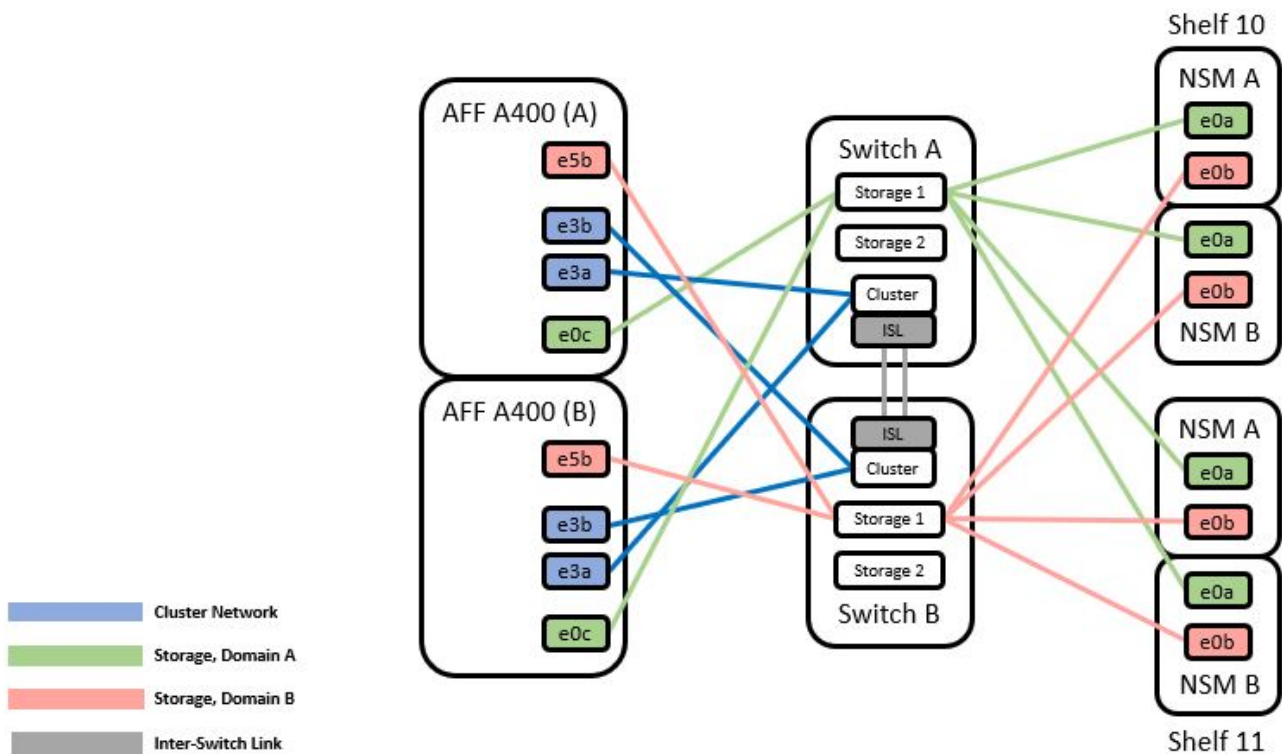 Shelf 10
AFF A400 (A)
e5b
e3b
e3a
e0c
AFF A400 (B)
e5b
e3b
e3a
e0c
Switch A
Storage 1
Storage 2
Cluster
ISL
ISL
Cluster
Storage 1
Storage 2
Switch B
NSM A
e0a
e0b
e0a
e0b
NSM B
NSM A
e0a
e0b
e0a
e0b
NSM B
Shelf 11
Cluster Network
Storage, Domain A
Storage, Domain B
Inter-Switch Link